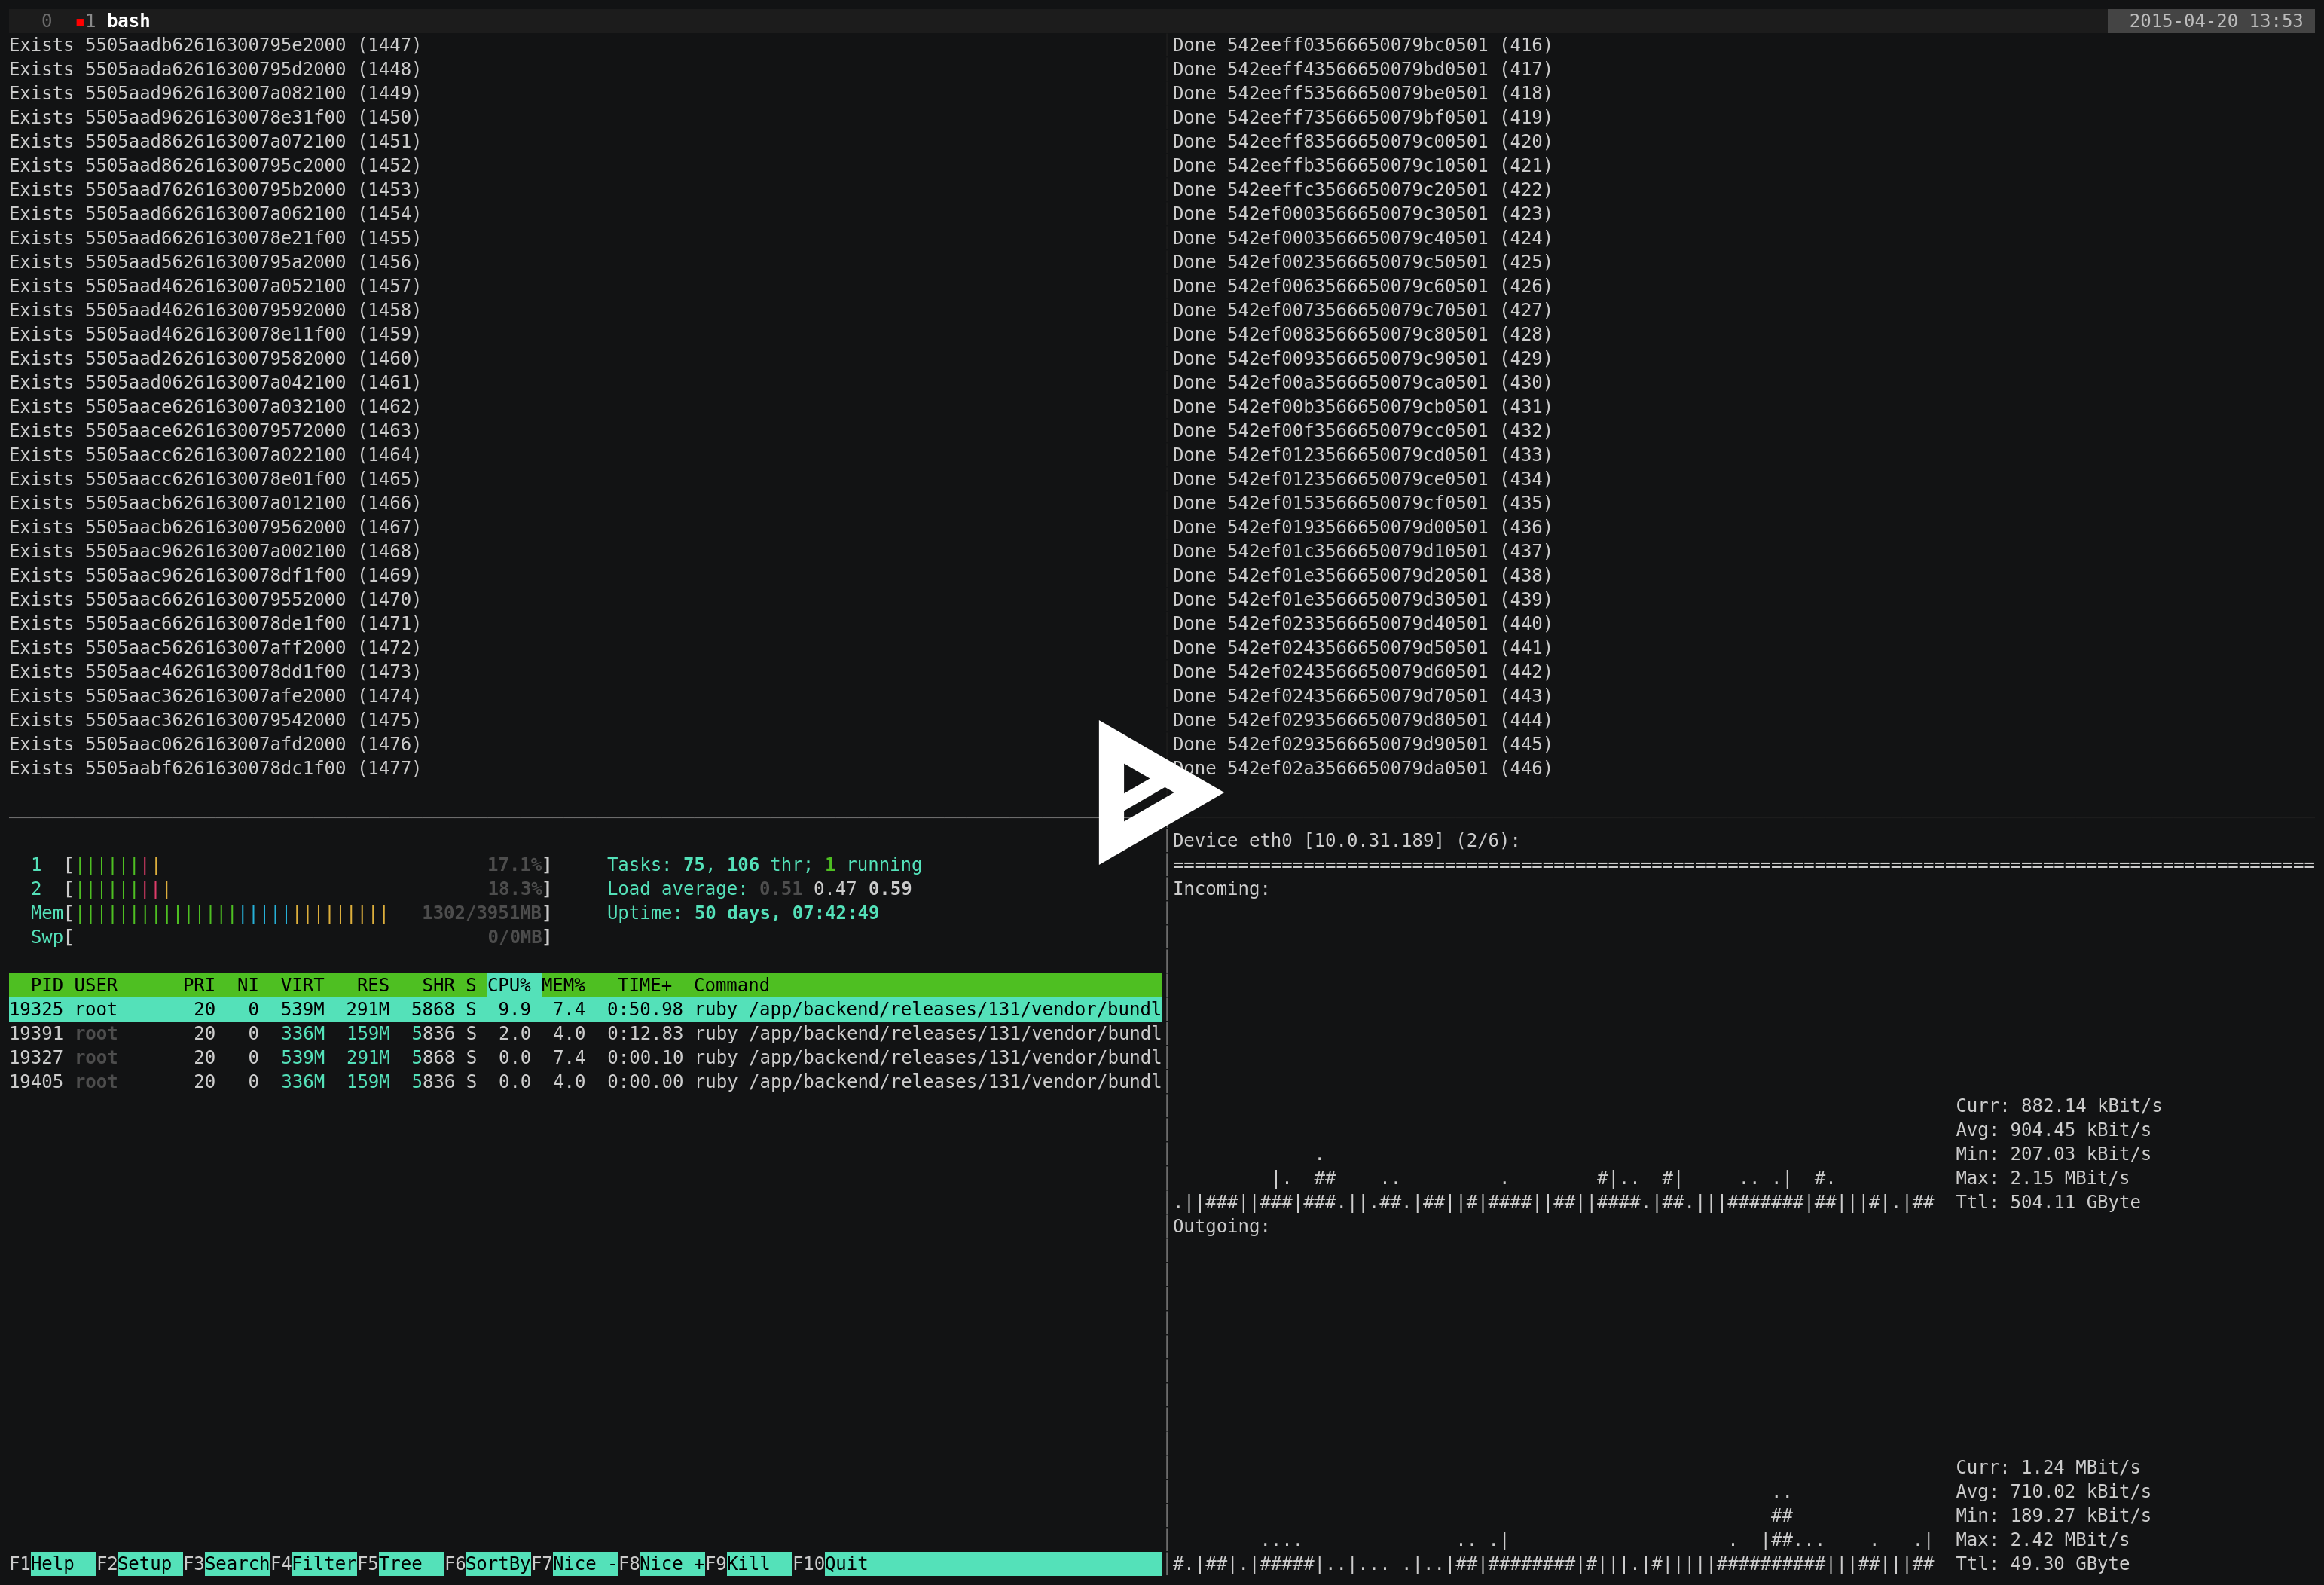 0 1 bash 2015-04-20 13:53
Exists 5505aadb62616300795e2000 (1447)
Exists 5505aada62616300795d2000 (1448)
Exists 5505aad9626163007a082100 (1449)
Exists 5505aad96261630078e31f00 (1450)
Exists 5505aad8626163007a072100 (1451)
Exists 5505aad862616300795c2000 (1452)
Exists 5505aad762616300795b2000 (1453)
Exists 5505aad6626163007a062100 (1454)
Exists 5505aad66261630078e21f00 (1455)
Exists 5505aad562616300795a2000 (1456)
Exists 5505aad4626163007a052100 (1457)
Exists 5505aad46261630079592000 (1458)
Exists 5505aad46261630078e11f00 (1459)
Exists 5505aad26261630079582000 (1460)
Exists 5505aad0626163007a042100 (1461)
Exists 5505aace626163007a032100 (1462)
Exists 5505aace6261630079572000 (1463)
Exists 5505aacc626163007a022100 (1464)
Exists 5505aacc6261630078e01f00 (1465)
Exists 5505aacb626163007a012100 (1466)
Exists 5505aacb6261630079562000 (1467)
Exists 5505aac9626163007a002100 (1468)
Exists 5505aac96261630078df1f00 (1469)
Exists 5505aac66261630079552000 (1470)
Exists 5505aac66261630078de1f00 (1471)
Exists 5505aac5626163007aff2000 (1472)
Exists 5505aac46261630078dd1f00 (1473)
Exists 5505aac3626163007afe2000 (1474)
Exists 5505aac36261630079542000 (1475)
Exists 5505aac0626163007afd2000 (1476)
Exists 5505aabf6261630078dc1f00 (1477)
Done 542eeff03566650079bc0501 (416)
Done 542eeff43566650079bd0501 (417)
Done 542eeff53566650079be0501 (418)
Done 542eeff73566650079bf0501 (419)
Done 542eeff83566650079c00501 (420)
Done 542eeffb3566650079c10501 (421)
Done 542eeffc3566650079c20501 (422)
Done 542ef0003566650079c30501 (423)
Done 542ef0003566650079c40501 (424)
Done 542ef0023566650079c50501 (425)
Done 542ef0063566650079c60501 (426)
Done 542ef0073566650079c70501 (427)
Done 542ef0083566650079c80501 (428)
Done 542ef0093566650079c90501 (429)
Done 542ef00a3566650079ca0501 (430)
Done 542ef00b3566650079cb0501 (431)
Done 542ef00f3566650079cc0501 (432)
Done 542ef0123566650079cd0501 (433)
Done 542ef0123566650079ce0501 (434)
Done 542ef0153566650079cf0501 (435)
Done 542ef0193566650079d00501 (436)
Done 542ef01c3566650079d10501 (437)
Done 542ef01e3566650079d20501 (438)
Done 542ef01e3566650079d30501 (439)
Done 542ef0233566650079d40501 (440)
Done 542ef0243566650079d50501 (441)
Done 542ef0243566650079d60501 (442)
Done 542ef0243566650079d70501 (443)
Done 542ef0293566650079d80501 (444)
Done 542ef0293566650079d90501 (445)
Done 542ef02a3566650079da0501 (446)
1 [|||||||| 17.1%] Tasks: 75, 106 thr; 1 running
2 [||||||||| 18.3%] Load average: 0.51 0.47 0.59
Mem[||||||||||||||||||||||||||||| 1302/3951MB] Uptime: 50 days, 07:42:49
Swp[ 0/0MB]
PID USER PRI NI VIRT RES SHR S CPU% MEM% TIME+ Command
19325 root 20 0 539M 291M 5868 S 9.9 7.4 0:50.98 ruby /app/backend/releases/131/vendor/bundl
19391 root 20 0 336M 159M 5836 S 2.0 4.0 0:12.83 ruby /app/backend/releases/131/vendor/bundl
19327 root 20 0 539M 291M 5868 S 0.0 7.4 0:00.10 ruby /app/backend/releases/131/vendor/bundl
19405 root 20 0 336M 159M 5836 S 0.0 4.0 0:00.00 ruby /app/backend/releases/131/vendor/bundl
F1Help F2Setup F3SearchF4FilterF5Tree F6SortByF7Nice -F8Nice +F9Kill F10Quit
Device eth0 [10.0.31.189] (2/6):
=========================================================================================================
Incoming:
Curr: 882.14 kBit/s
Avg: 904.45 kBit/s
. Min: 207.03 kBit/s
|. ## .. . #|.. #| .. .| #. Max: 2.15 MBit/s
.||###||###|###.||.##.|##||#|####||##||####.|##.|||#######|##|||#|.|## Ttl: 504.11 GByte
Outgoing:
Curr: 1.24 MBit/s
.. Avg: 710.02 kBit/s
## Min: 189.27 kBit/s
.... .. .| . |##... . .| Max: 2.42 MBit/s
#.|##|.|#####|..|... .|..|##|########|#|||.|#|||||##########|||##|||## Ttl: 49.30 GByte